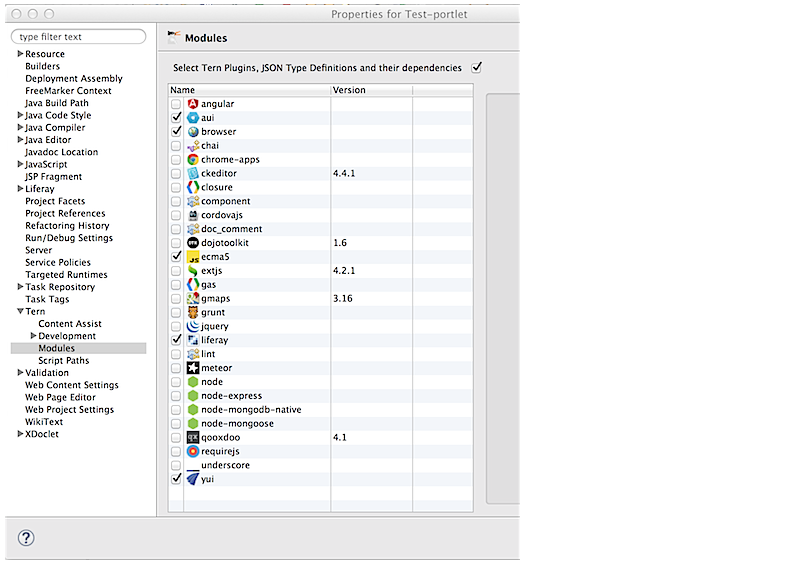 Properties for Test-portlet
type filter text
Resource
Builders
Deployment Assembly
FreeMarker Context
Java Build Path
Java Code Style
Java Compiler
Java Editor
Javadoc Location
JavaScript
JSP Fragment
Liferay
Project Facets
Project References
Refactoring History
Run/Debug Settings
Server
Service Policies
Targeted Runtimes
Task Repository
Task Tags
Tern
Content Assist
Development
Modules
Script Paths
Validation
Web Content Settings
Web Page Editor
Web Project Settings
WikiText
XDoclet
Modules
Select Tern Plugins, JSON Type Definitions and their dependencies
Name Version
angular
aui
browser
chai
chrome-apps
ckeditor 4.4.1
closure
component
cordovajs
doc_comment
dojotoolkit 1.6
ecma5
extjs 4.2.1
gas
gmaps 3.16
grunt
jquery
liferay
lint
meteor
node
node-express
node-mongodb-native
node-mongoose
qooxdoo 4.1
requirejs
underscore
yui
?